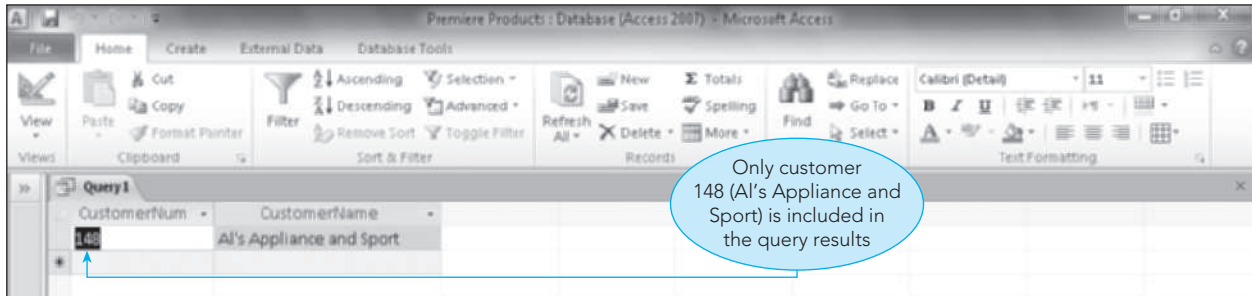 Premiere Products : Database (Access 2007) - Microsoft Access
File Home Create External Data Database Tools
View
Views
Paste
Cut
Copy
Format Painter
Clipboard
Filter
Ascending
Descending
Remove Sort
Selection
Advanced
Toggle Filter
Sort & Filter
Refresh
All
New
Save
Delete
Totals
Spelling
More
Records
Find
Replace
Go To
Select
Calibri (Detail) 11
B I U
A
Text Formatting
Query1
CustomerNum CustomerName
148 Al's Appliance and Sport
Only customer
148 (Al's Appliance and
Sport) is included in
the query results